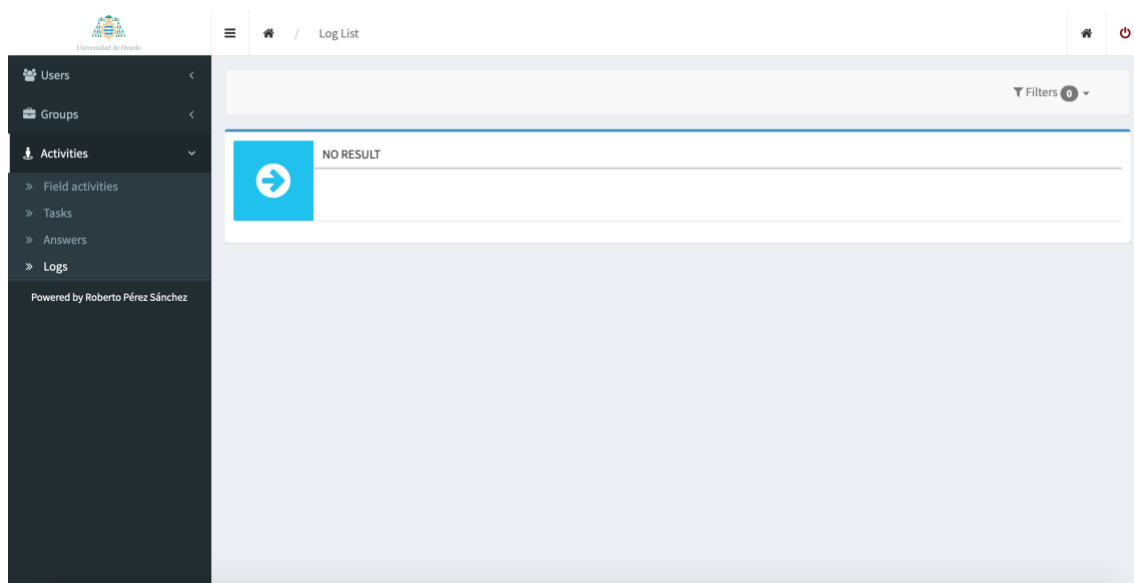 Universidad de Oviedo
/ Log List
Users
Groups
Activities
Field activities
Tasks
Answers
Logs
Powered by Roberto Pérez Sánchez
Filters 0
NO RESULT